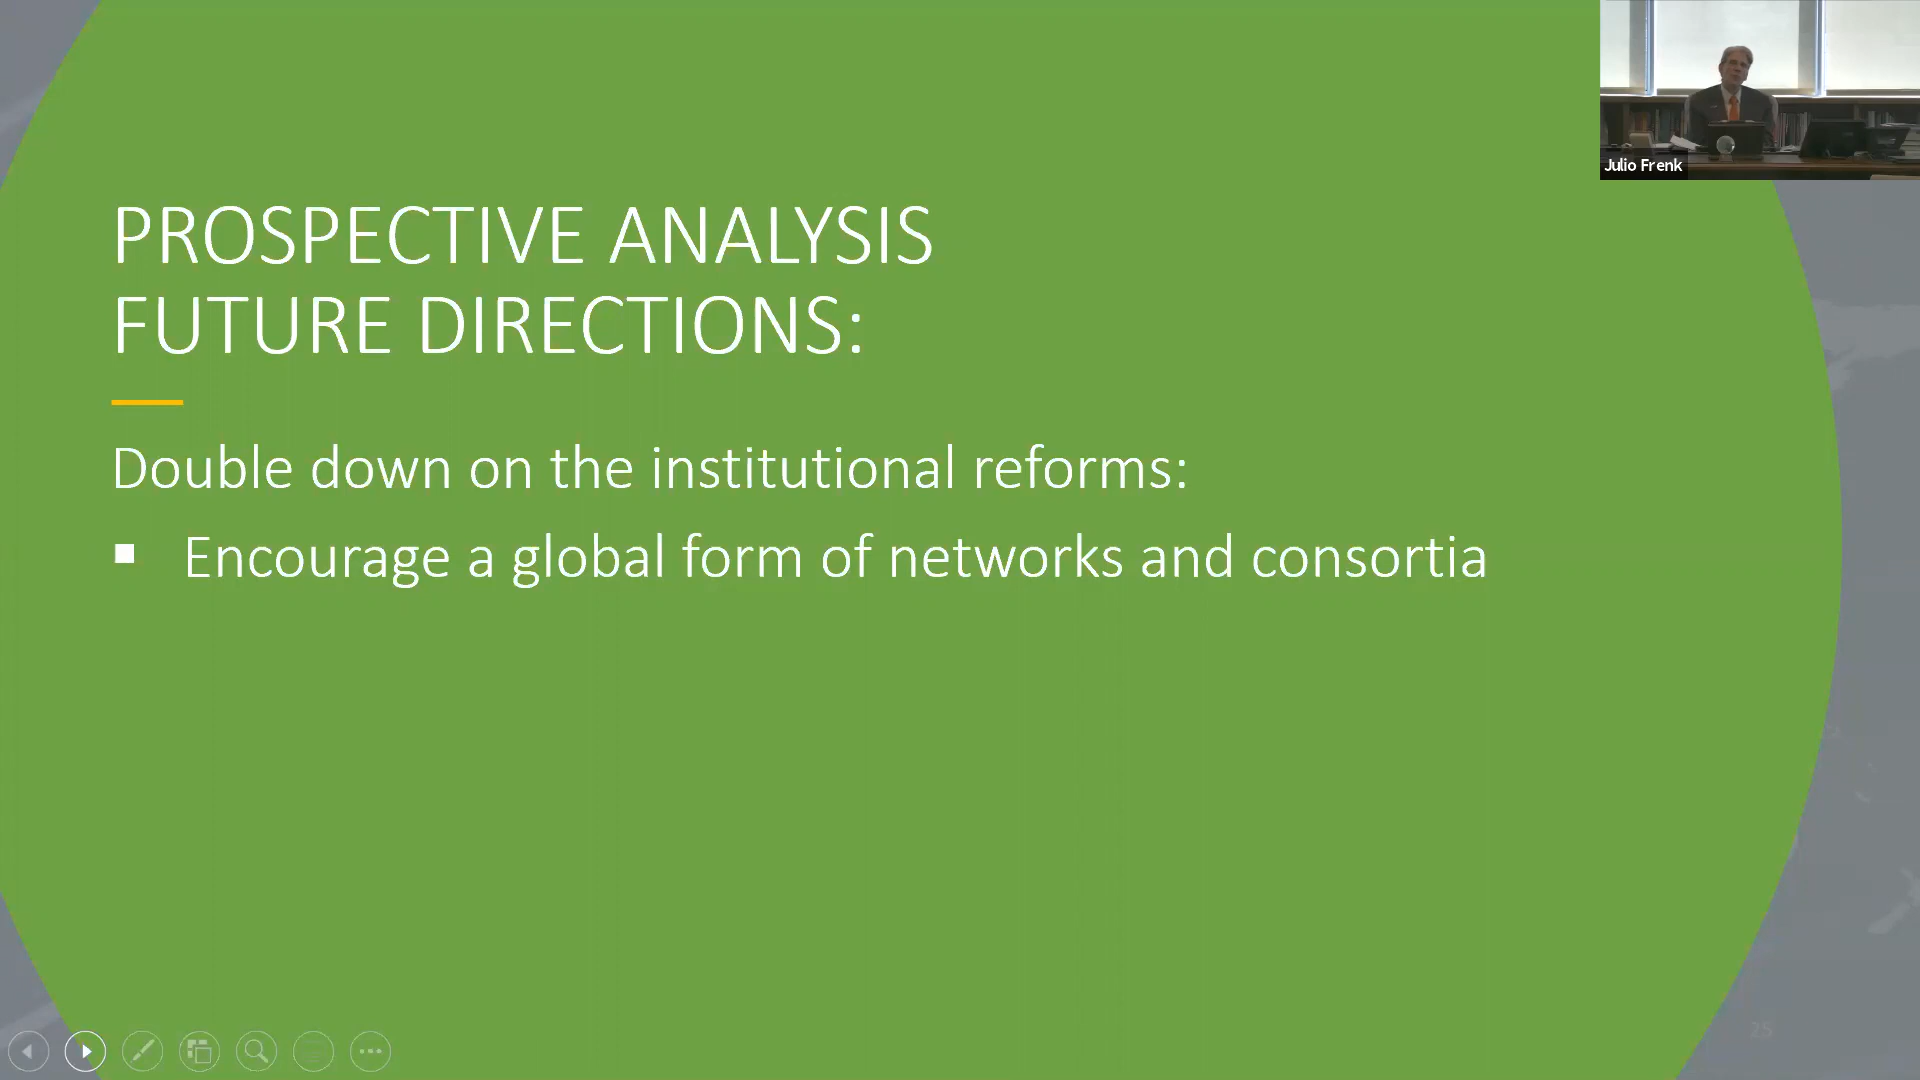 PROSPECTIVE ANALYSIS
FUTURE DIRECTIONS:
Double down on the institutional reforms:
Encourage a global form of networks and consortia
Julio Frenk
25